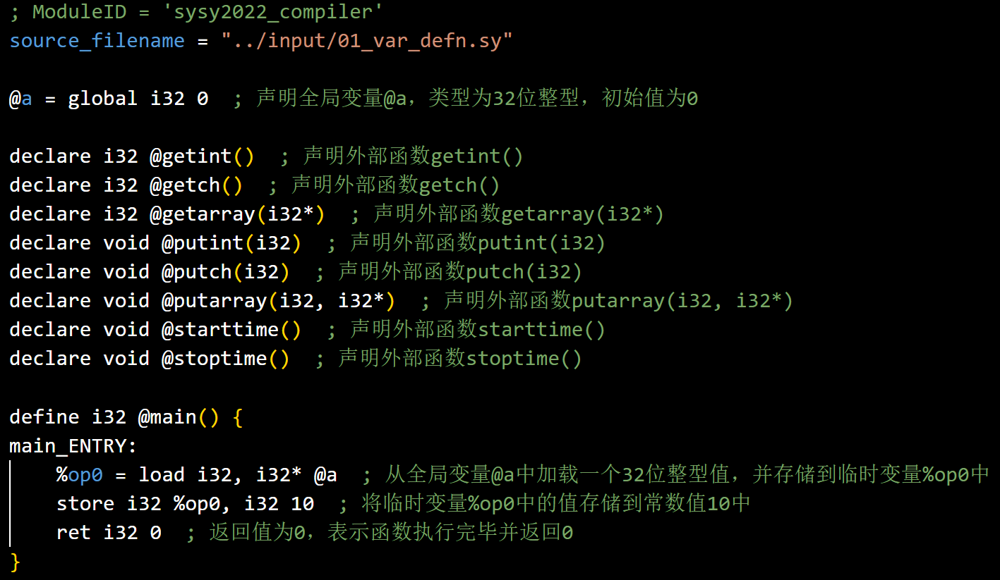 ; ModuleID = 'sysy2022_compiler'
source_filename = "../input/01_var_defn.sy"
@a = global i32 0  ; 声明全局变量@a，类型为32位整型，初始值为0
declare i32 @getint()  ; 声明外部函数getint()
declare i32 @getch()  ; 声明外部函数getch()
declare i32 @getarray(i32*)  ; 声明外部函数getarray(i32*)
declare void @putint(i32)  ; 声明外部函数putint(i32)
declare void @putch(i32)  ; 声明外部函数putch(i32)
declare void @putarray(i32, i32*)  ; 声明外部函数putarray(i32, i32*)
declare void @starttime()  ; 声明外部函数starttime()
declare void @stoptime()  ; 声明外部函数stoptime()
define i32 @main() {
main_ENTRY:
    %op0 = load i32, i32* @a  ; 从全局变量@a中加载一个32位整型值，并存储到临时变量%op0中
    store i32 %op0, i32 10  ; 将临时变量%op0中的值存储到常数值10中
    ret i32 0  ; 返回值为0，表示函数执行完毕并返回0
}